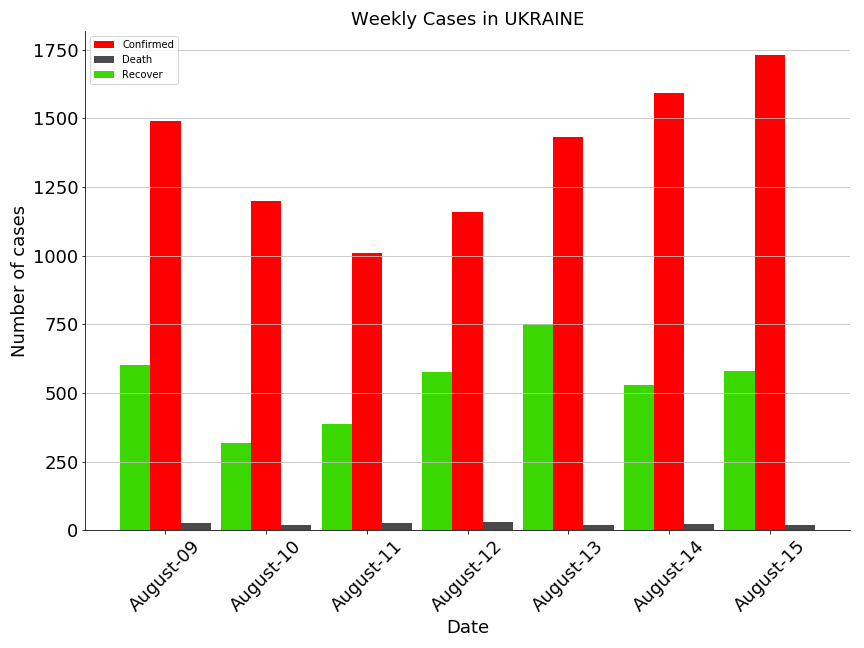 Weekly Cases in UKRAINE
Confirmed
Death
Recover
Number of cases
1750
1500
1250
1000
750
500
250
0
August-09
August-10
August-11
August-12
August-13
August-14
August-15
Date